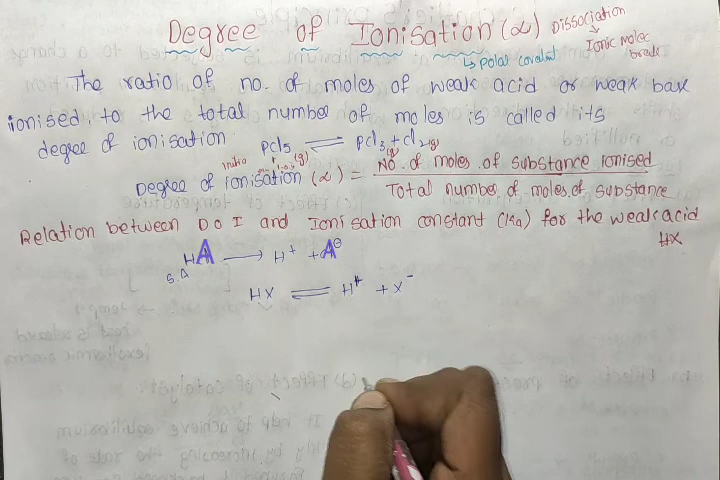 Degree of Ionisation (α) Dissociation
Ionic molec
break
↳ Polar covalent
The ratio of no. of moles of weak acid or weak base
ionised to the total number of moles is called its
degree of ionisation PCl5 ⇌ PCl3 + Cl2(g)
Degree of ionisation (α) = No. of moles of substance ionised
Total number of moles of substance
Relation between D O I and Ionisation constant (Ka) for the weak acid
HX
HA ⟶ H⁺ + A⊖
S.A
HX ⇌ H⁺ + X⁻